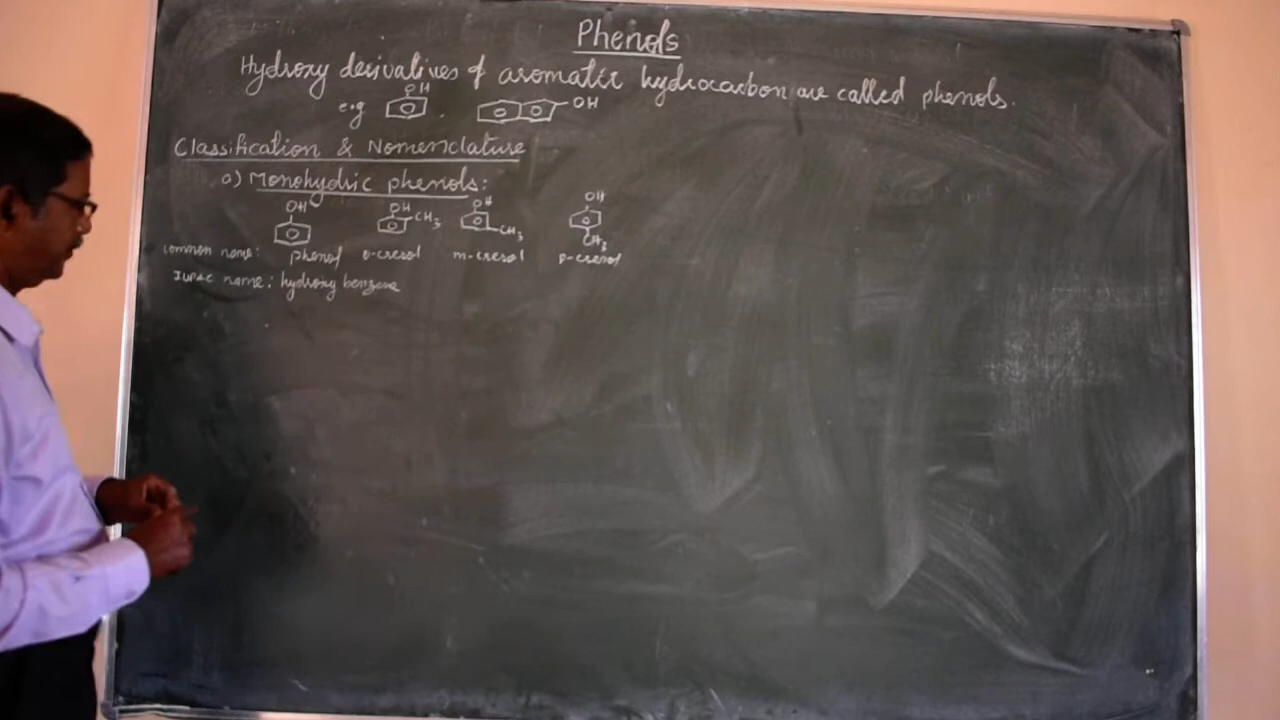 Phenols
Hydroxy derivatives of aromatic hydrocarbon are called phenols.
e.g OH . OH
Classification & Nomenclature
a) Monohydric phenols:
OH OH CH3 OH CH3 OH CH3
Common name: phenol o-cresol m-cresol p-cresol
IUPAC name: hydroxy benzene